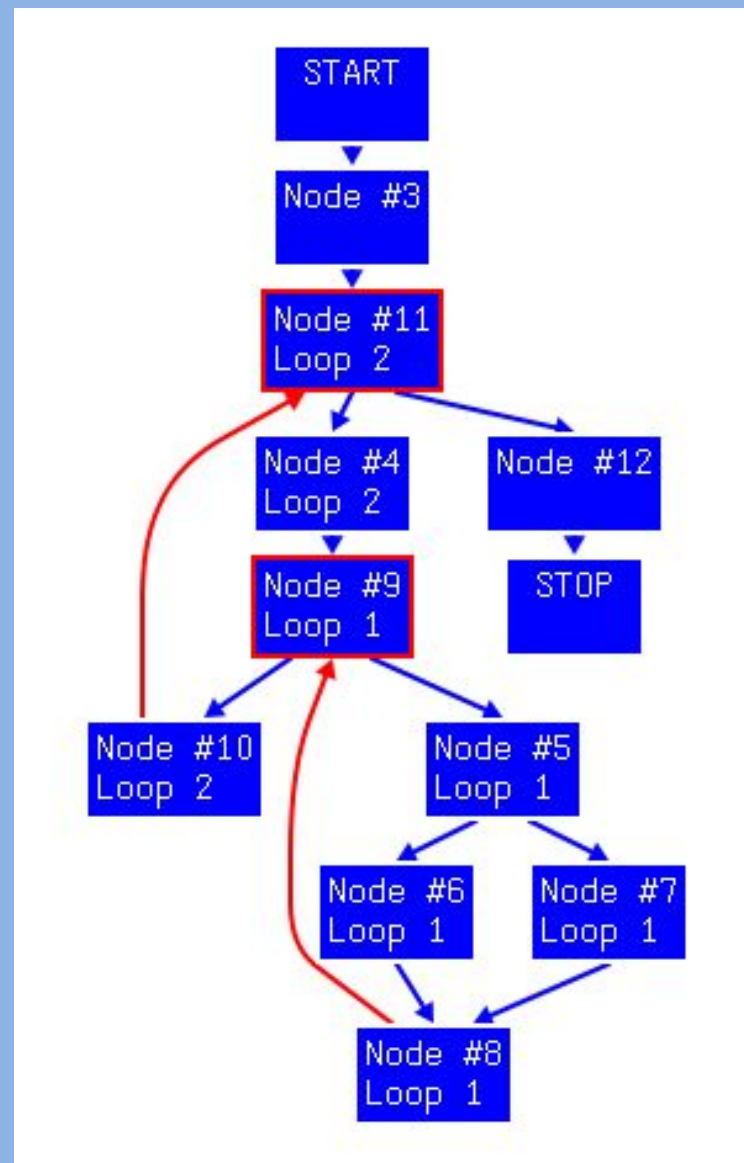 START
Node #3
Node #11
Loop 2
Node #4
Loop 2
Node #12
Node #9
Loop 1
STOP
Node #10
Loop 2
Node #5
Loop 1
Node #6
Loop 1
Node #7
Loop 1
Node #8
Loop 1